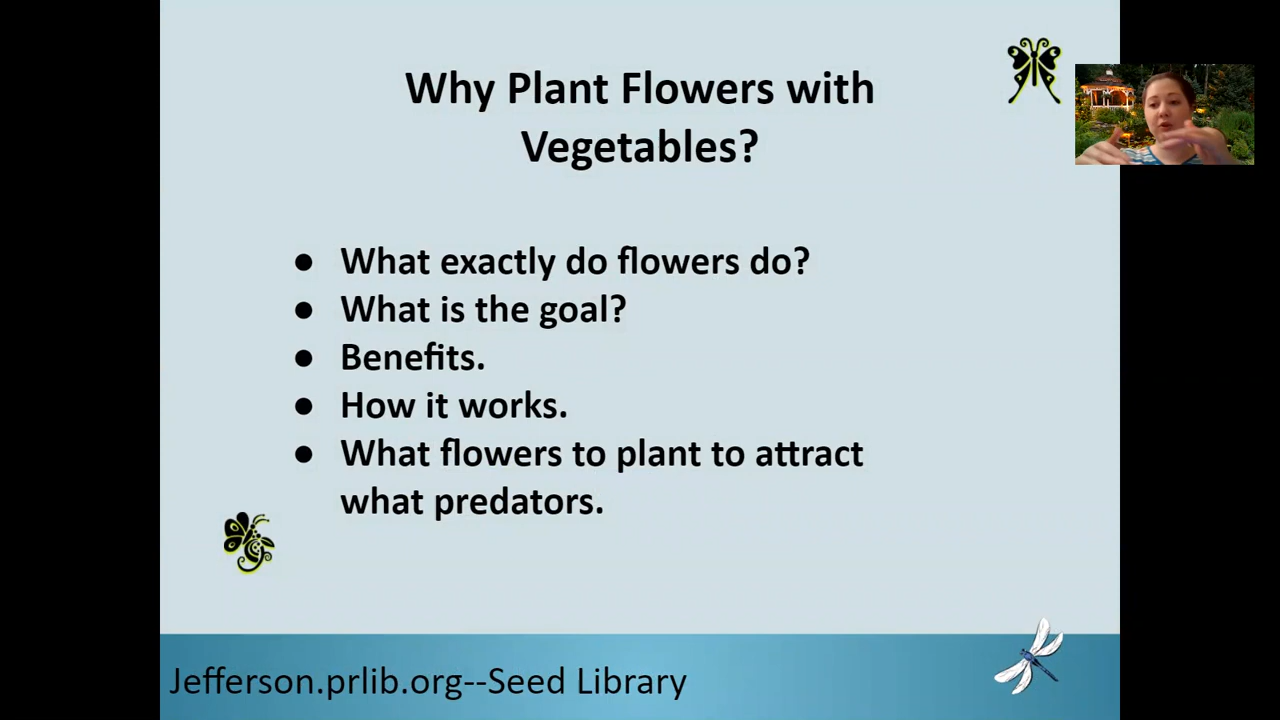 Why Plant Flowers with
Vegetables?
● What exactly do flowers do?
● What is the goal?
● Benefits.
● How it works.
● What flowers to plant to attract
what predators.
Jefferson.prlib.org--Seed Library